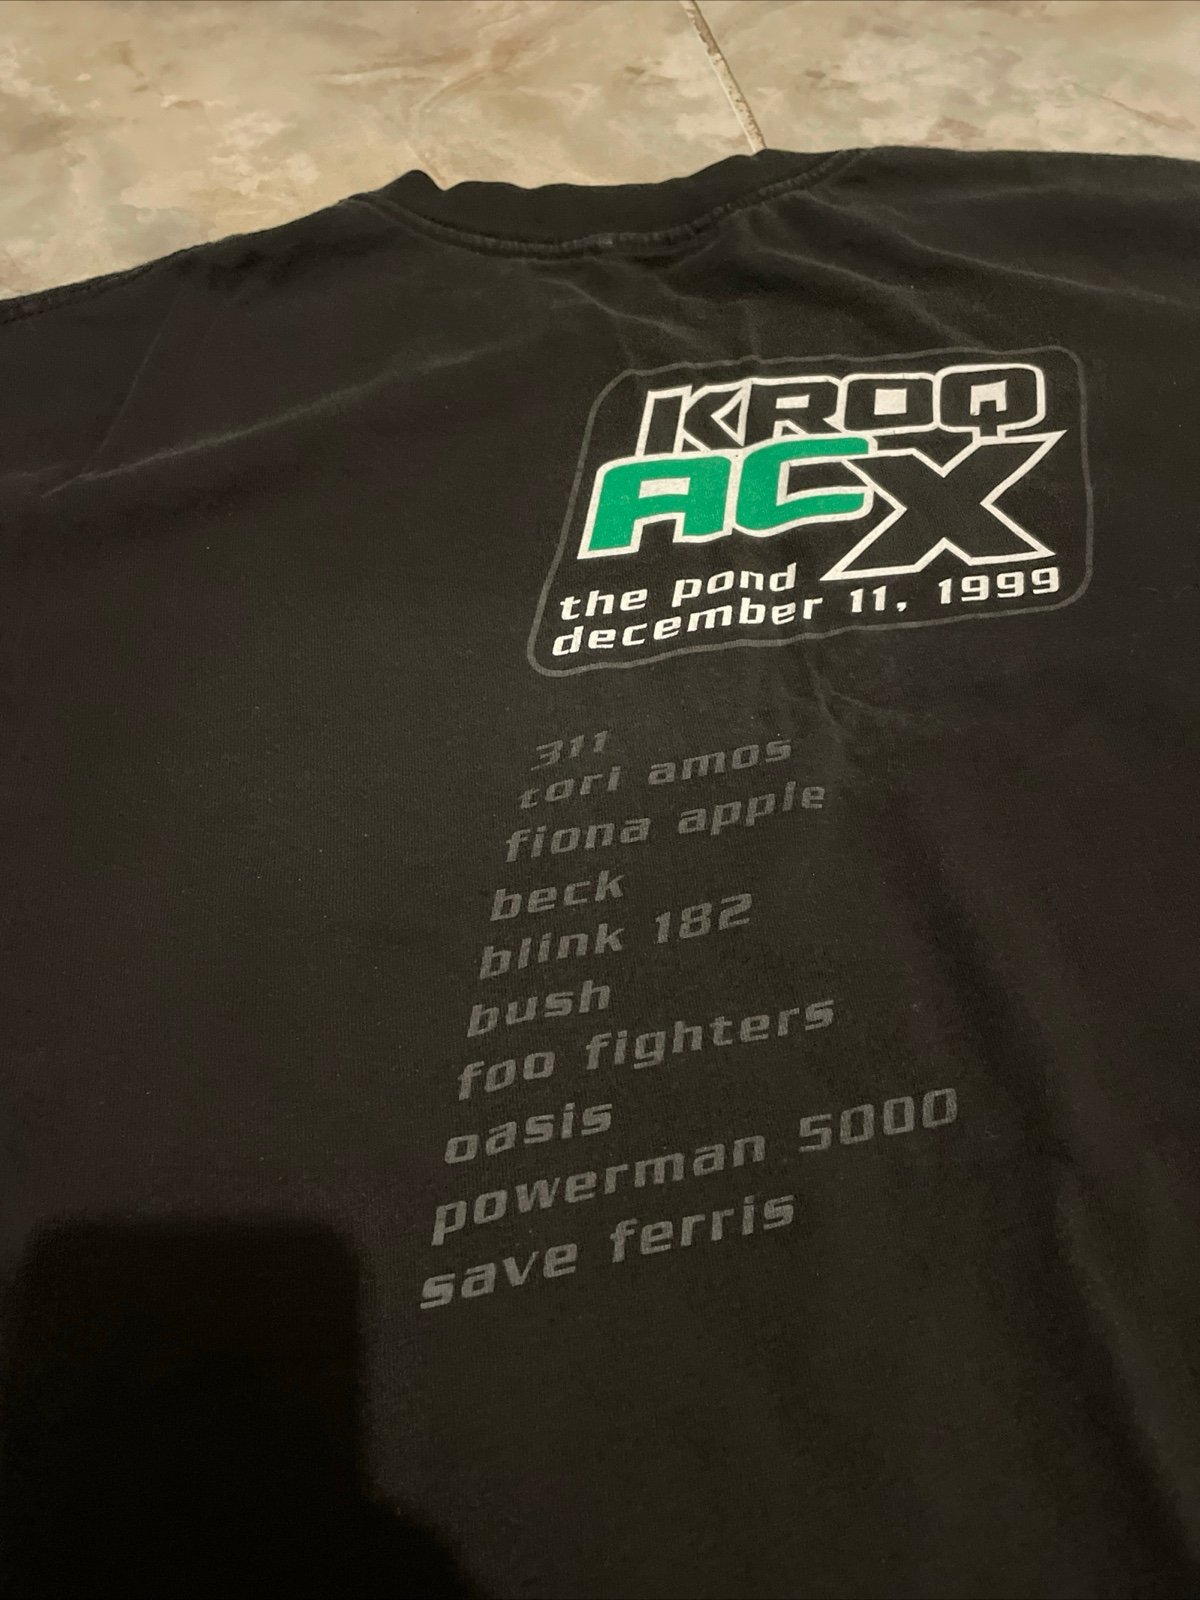 KROQ
ACX
the pond
december 11, 1999
311
tori amos
fiona apple
beck
blink 182
bush
foo fighters
oasis
powerman 5000
save ferris